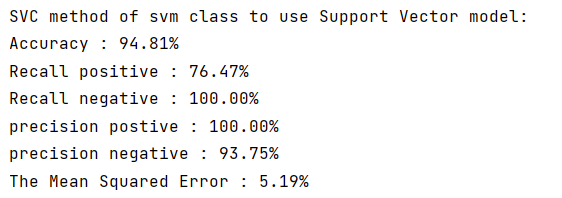 SVC method of svm class to use Support Vector model:
Accuracy : 94.81%
Recall positive : 76.47%
Recall negative : 100.00%
precision postive : 100.00%
precision negative : 93.75%
The Mean Squared Error : 5.19%